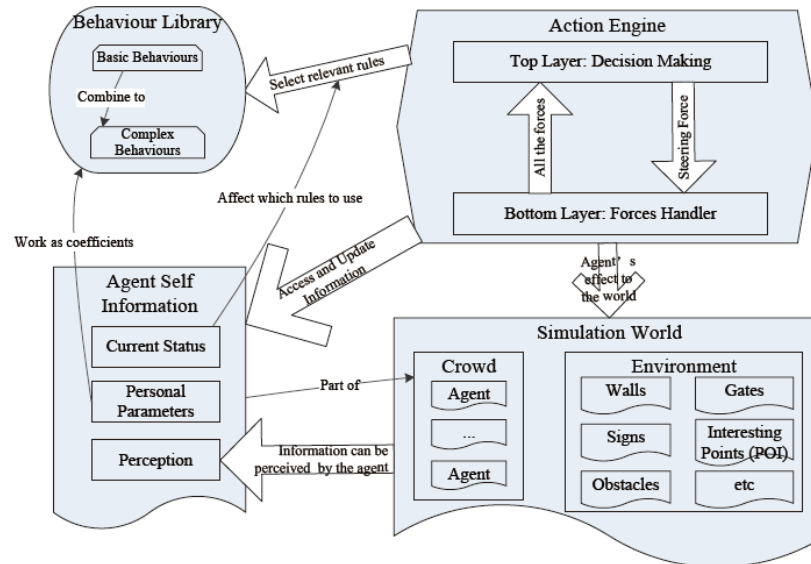 Behaviour Library
Basic Behaviours
Combine to
Complex
Behaviours
Select relevant rules
Action Engine
Top Layer: Decision Making
All the forces
Steering Force
Bottom Layer: Forces Handler
Affect which rules to use
Work as coefficients
Access and Update
Information
Agent’s
effect to
the world
Agent Self
Information
Current Status
Personal
Parameters
Perception
Part of
Information can be
perceived by the agent
Simulation World
Crowd
Agent
...
Agent
Environment
Walls
Gates
Signs
Interesting
Points (POI)
Obstacles
etc